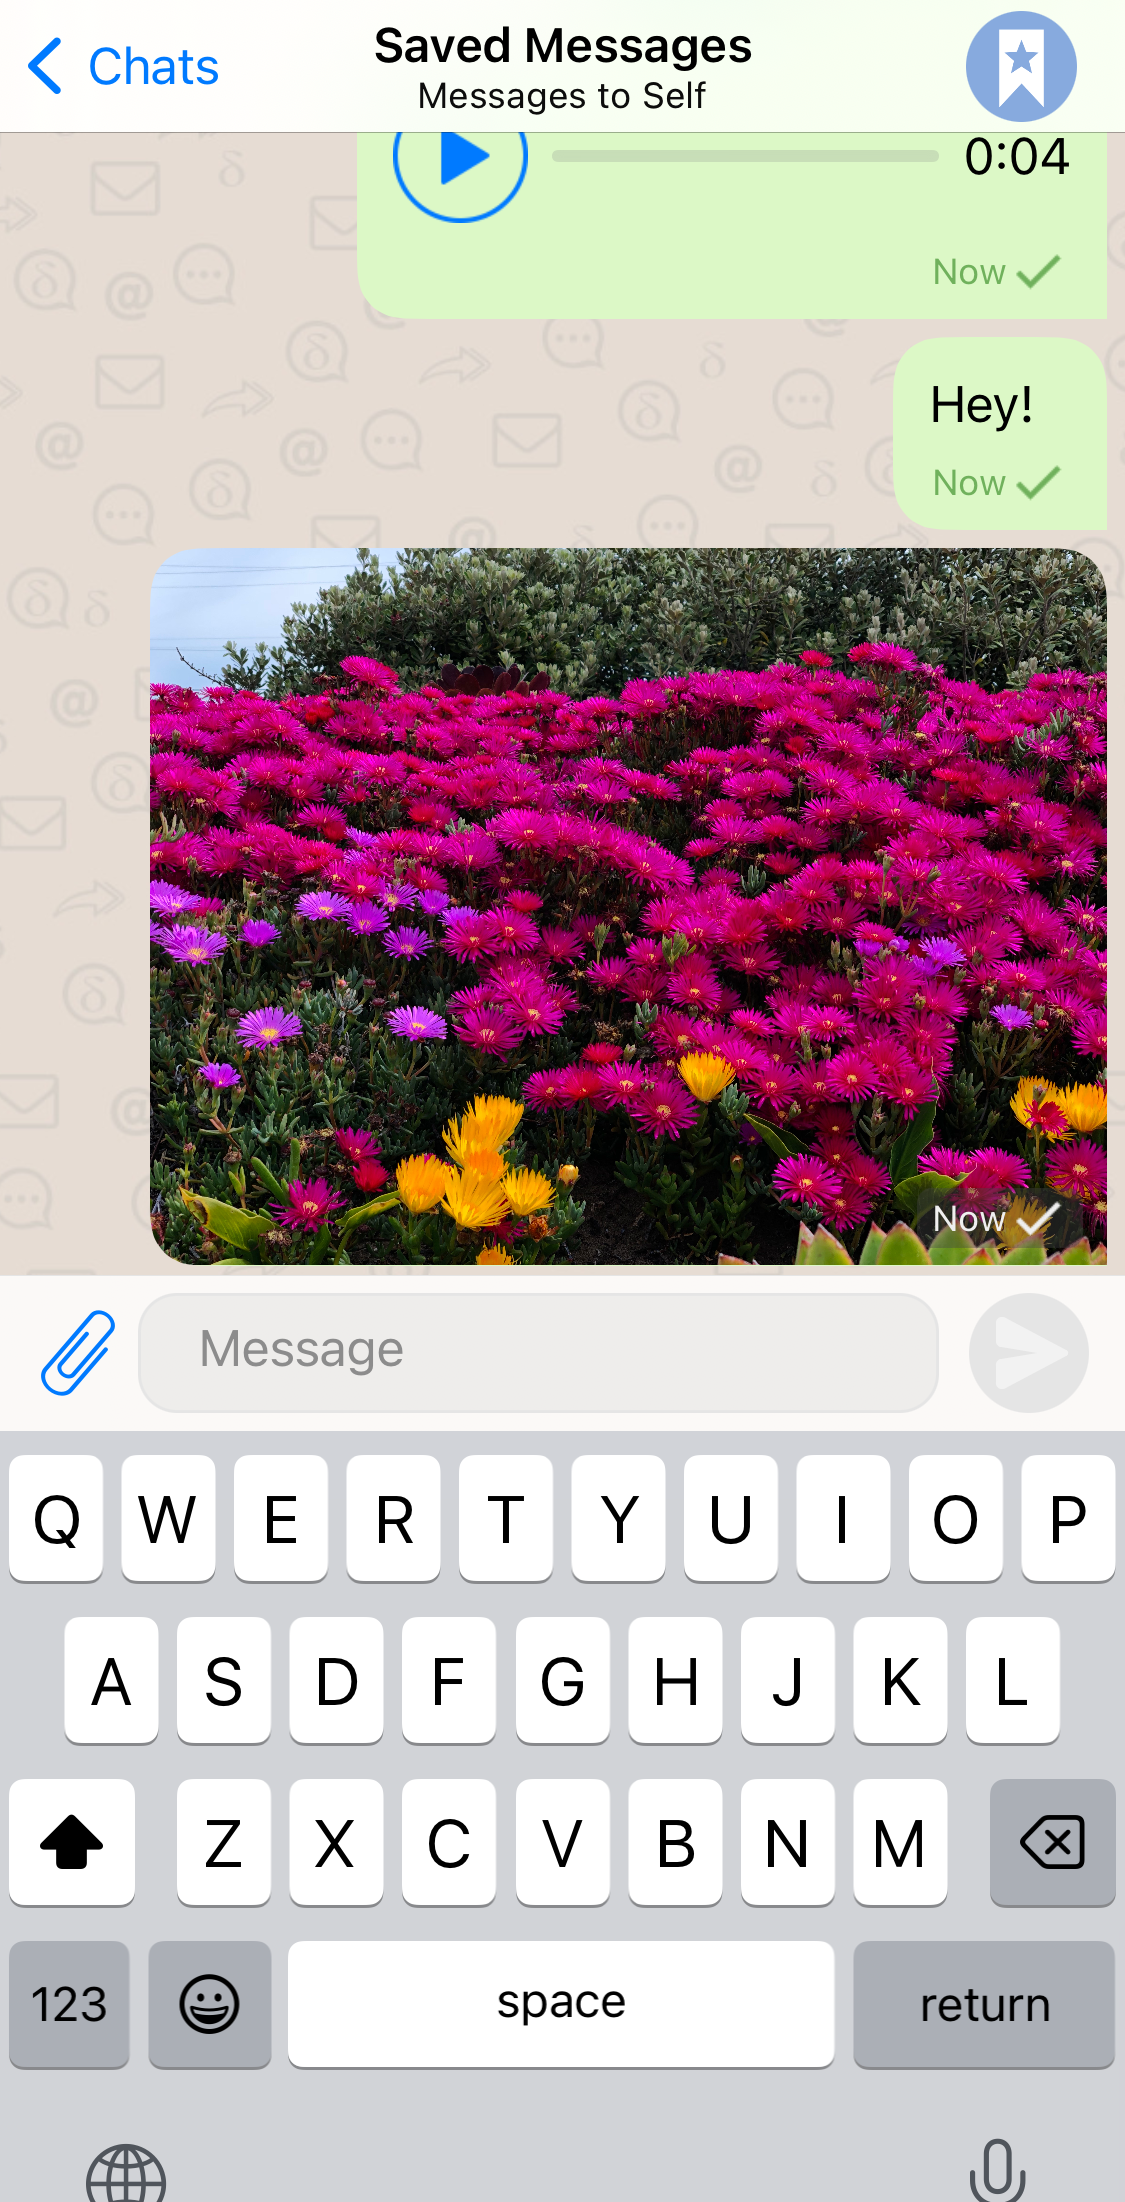 Chats
Saved Messages
Messages to Self
0:04
Now
Hey!
Now
Now
Message
Q W E R T Y U I O P
A S D F G H J K L
Z X C V B N M
123 space return